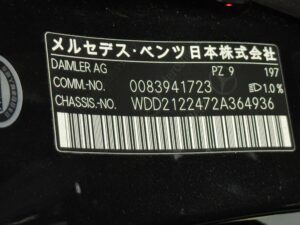 メルセデス・ベンツ日本株式会社
DAIMLER AG PZ 9 197
COMM.-NO. 0083941723 1.0%
CHASSIS.-NO. WDD2122472A364936